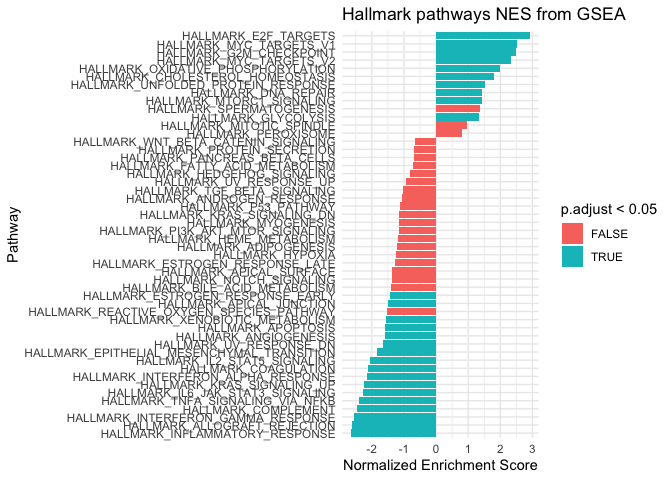 Hallmark pathways NES from GSEA
HALLMARK_E2F_TARGETS
HALLMARK_MYC_TARGETS_V1
HALLMARK_G2M_CHECKPOINT
HALLMARK_MYC_TARGETS_V2
HALLMARK_OXIDATIVE_PHOSPHORYLATION
HALLMARK_CHOLESTEROL_HOMEOSTASIS
HALLMARK_UNFOLDED_PROTEIN_RESPONSE
HALLMARK_DNA_REPAIR
HALLMARK_MTORC1_SIGNALING
HALLMARK_SPERMATOGENESIS
HALLMARK_GLYCOLYSIS
HALLMARK_MITOTIC_SPINDLE
HALLMARK_PEROXISOME
HALLMARK_WNT_BETA_CATENIN_SIGNALING
HALLMARK_PROTEIN_SECRETION
HALLMARK_PANCREAS_BETA_CELLS
HALLMARK_FATTY_ACID_METABOLISM
HALLMARK_HEDGEHOG_SIGNALING
HALLMARK_UV_RESPONSE_UP
HALLMARK_TGF_BETA_SIGNALING
HALLMARK_ANDROGEN_RESPONSE
HALLMARK_P53_PATHWAY
HALLMARK_KRAS_SIGNALING_DN
HALLMARK_MYOGENESIS
HALLMARK_PI3K_AKT_MTOR_SIGNALING
HALLMARK_HEME_METABOLISM
HALLMARK_ADIPOGENESIS
HALLMARK_HYPOXIA
HALLMARK_ESTROGEN_RESPONSE_LATE
HALLMARK_APICAL_SURFACE
HALLMARK_NOTCH_SIGNALING
HALLMARK_BILE_ACID_METABOLISM
HALLMARK_ESTROGEN_RESPONSE_EARLY
HALLMARK_APICAL_JUNCTION
HALLMARK_REACTIVE_OXYGEN_SPECIES_PATHWAY
HALLMARK_XENOBIOTIC_METABOLISM
HALLMARK_APOPTOSIS
HALLMARK_ANGIOGENESIS
HALLMARK_UV_RESPONSE_DN
HALLMARK_EPITHELIAL_MESENCHYMAL_TRANSITION
HALLMARK_IL2_STAT5_SIGNALING
HALLMARK_COAGULATION
HALLMARK_INTERFERON_ALPHA_RESPONSE
HALLMARK_KRAS_SIGNALING_UP
HALLMARK_IL6_JAK_STAT3_SIGNALING
HALLMARK_TNFA_SIGNALING_VIA_NFKB
HALLMARK_COMPLEMENT
HALLMARK_INTERFERON_GAMMA_RESPONSE
HALLMARK_ALLOGRAFT_REJECTION
HALLMARK_INFLAMMATORY_RESPONSE
Pathway
-2 -1 0 1 2 3
Normalized Enrichment Score
p.adjust < 0.05
FALSE
TRUE